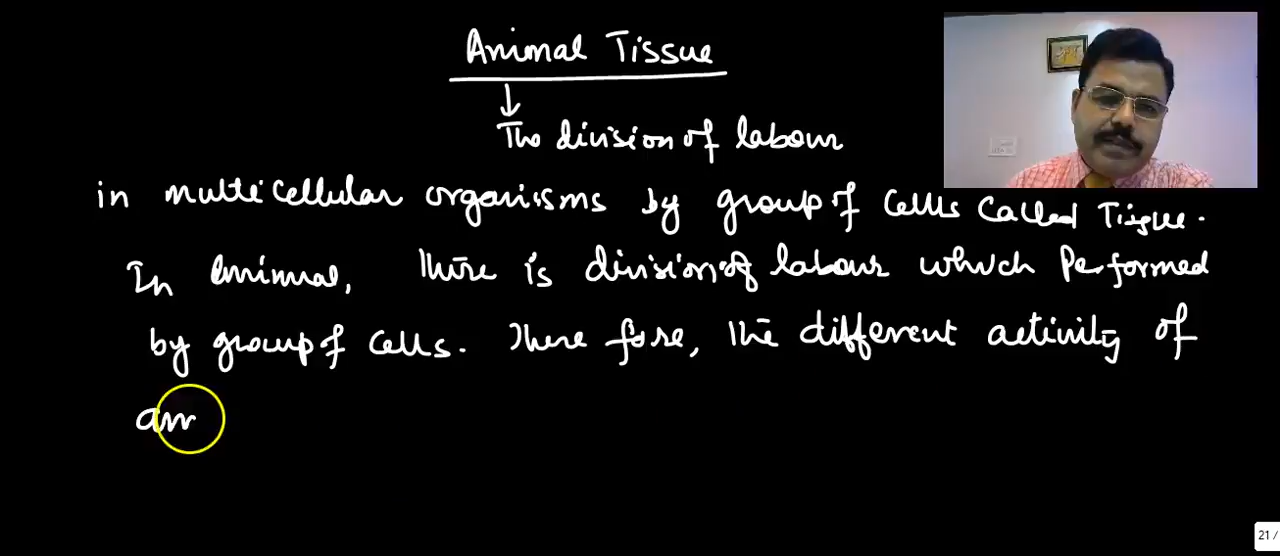 Animal Tissue
The division of labour
in multicellular organisms by group of cells called Tissue.
In animal, there is division of labour which performed
by group of cells. There fore, the different activity of
an
21/